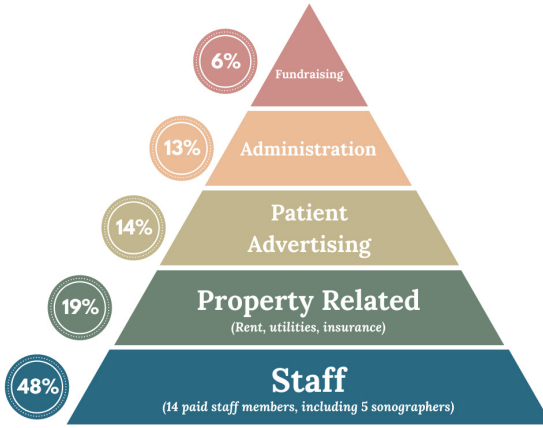 6%
Fundraising
13%
Administration
14%
Patient
Advertising
19%
Property Related
(Rent, utilities, insurance)
48%
Staff
(14 paid staff members, including 5 sonographers)